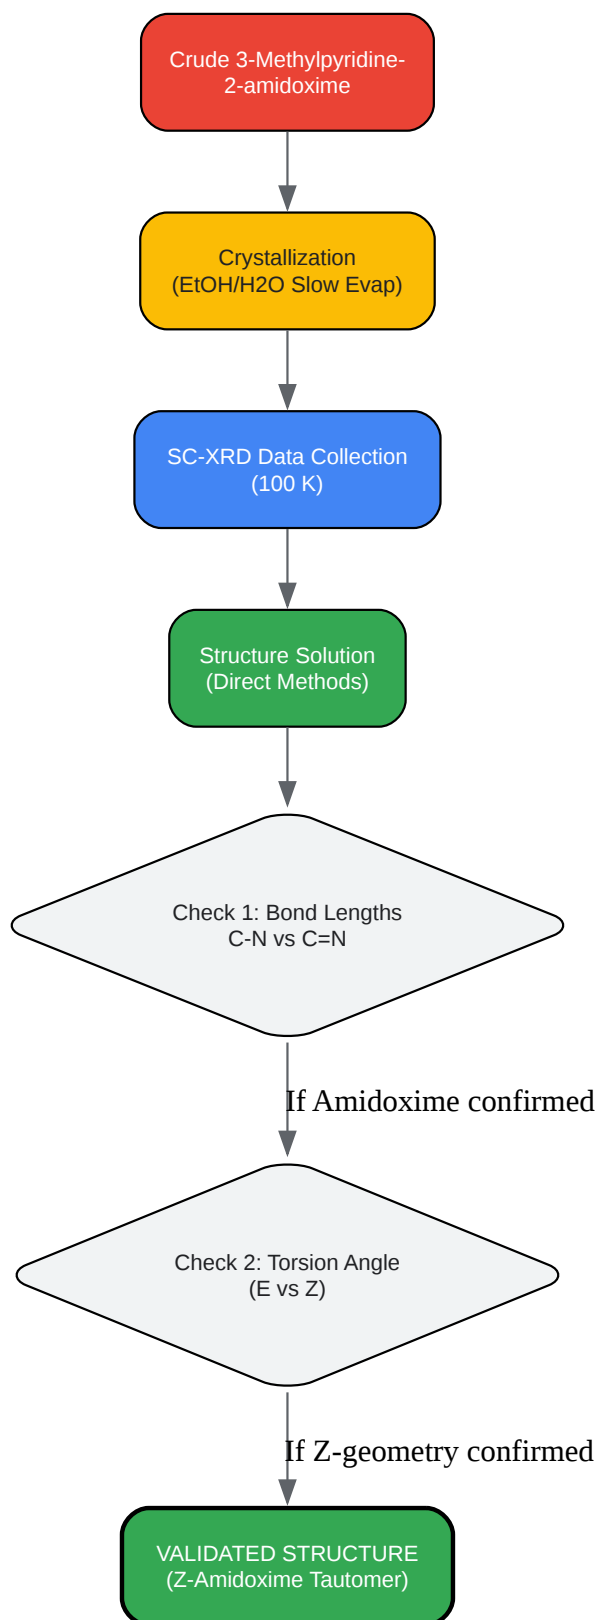 Crude 3-Methylpyridine-
2-amidoxime
Crystallization
(EtOH/H2O Slow Evap)
SC-XRD Data Collection
(100 K)
Structure Solution
(Direct Methods)
Check 1: Bond Lengths
C-N vs C=N
If Amidoxime confirmed
Check 2: Torsion Angle
(E vs Z)
If Z-geometry confirmed
VALIDATED STRUCTURE
(Z-Amidoxime Tautomer)